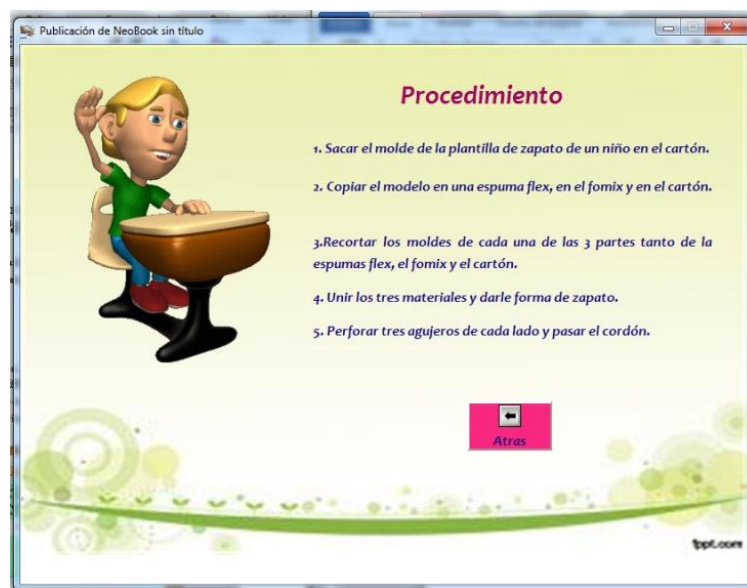 Publicación de NeoBook sin título
Procedimiento
1. Sacar el molde de la plantilla de zapato de un niño en el cartón.
2. Copiar el modelo en una espuma flex, en el fomix y en el cartón.
3.Recortar los moldes de cada una de las 3 partes tanto de la
espumas flex, el fomix y el cartón.
4. Unir los tres materiales y darle forma de zapato.
5. Perforar tres agujeros de cada lado y pasar el cordón.
Atras
fppt.com